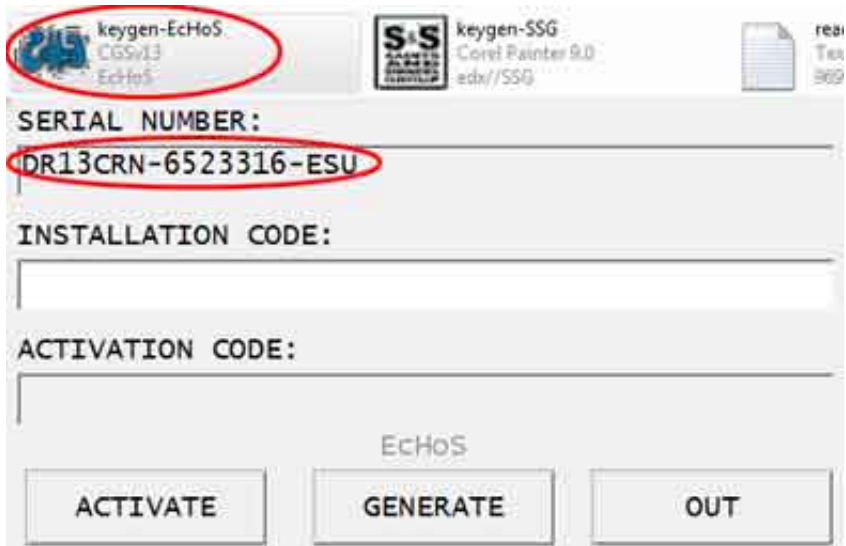 keygen-EcHoS
CGSv13
EcHoS
S&S
keygen-SSG
Corel Painter 9.0
edx//SSG
SERIAL NUMBER:
DR13CRN-6523316-ESU
INSTALLATION CODE:
ACTIVATION CODE:
EcHoS
ACTIVATE
GENERATE
OUT